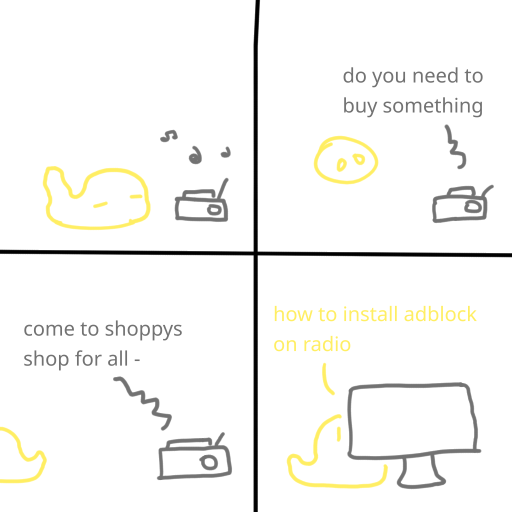 do you need to
buy something
come to shoppys
shop for all -
how to install adblock
on radio